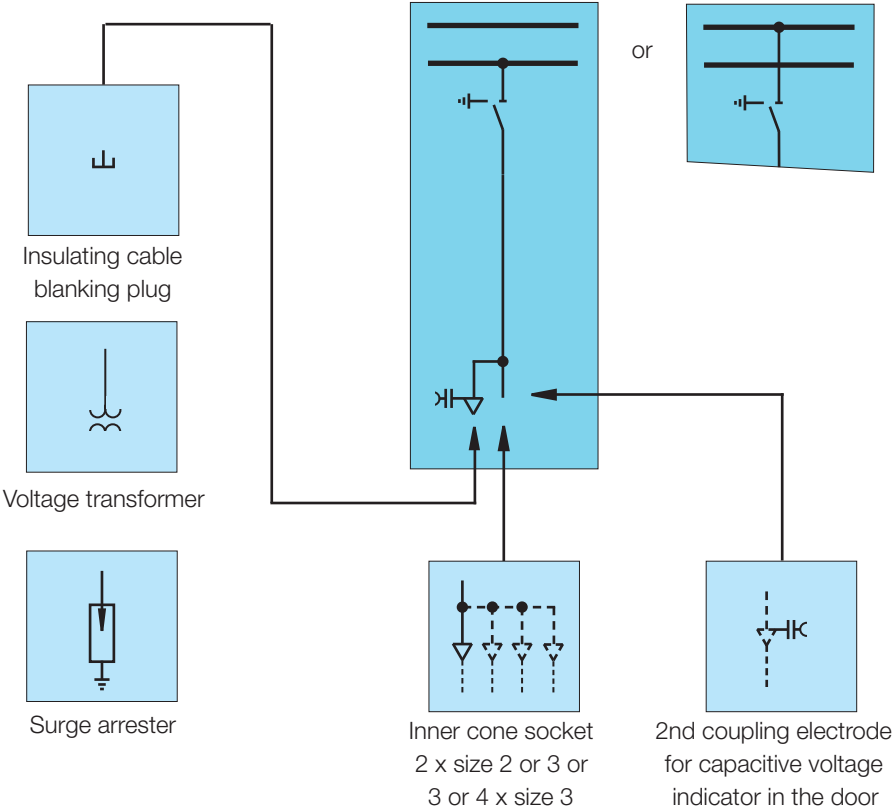 or
Insulating cable
blanking plug
Voltage transformer
Surge arrester
Inner cone socket
2 x size 2 or 3 or
3 or 4 x size 3
2nd coupling electrode
for capacitive voltage
indicator in the door